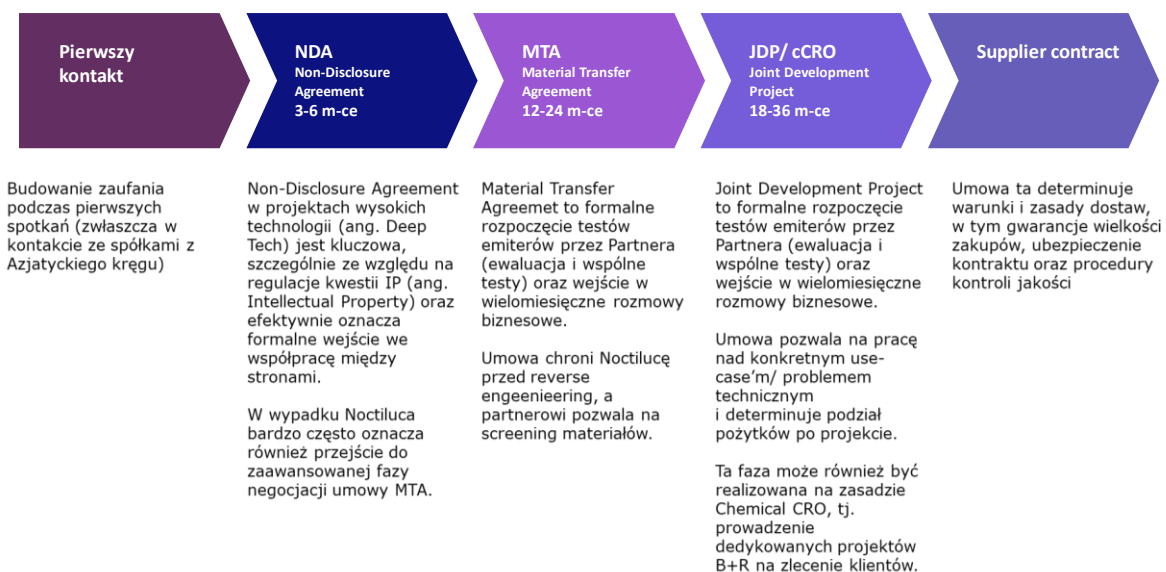 Pierwszy
kontakt
NDA
Non-Disclosure
Agreement
3-6 m-ce
MTA
Material Transfer
Agreement
12-24 m-ce
JDP/ cCRO
Joint Development
Project
18-36 m-ce
Supplier contract
Budowanie zaufania
podczas pierwszych
spotkań (zwłaszcza w
kontakcie ze spółkami z
Azjatyckiego kręgu)
Non-Disclosure Agreement
w projektach wysokich
technologii (ang. Deep
Tech) jest kluczowa,
szczególnie ze względu na
regulacje kwestii IP (ang.
Intellectual Property) oraz
efektywnie oznacza
formalne wejście we
współpracę między
stronami.
W wypadku Noctiluca
bardzo często oznacza
również przejście do
zaawansowanej fazy
negocjacji umowy MTA.
Material Transfer
Agreemet to formalne
rozpoczęcie testów
emiterów przez Partnera
(ewaluacja i wspólne
testy) oraz wejście w
wielomiesięczne rozmowy
biznesowe.
Umowa chroni Noctilucę
przed reverse
engeenieering, a
partnerowi pozwala na
screening materiałów.
Joint Development Project
to formalne rozpoczęcie
testów emiterów przez
Partnera (ewaluacja i
wspólne testy) oraz
wejście w wielomiesięczne
rozmowy biznesowe.
Umowa pozwala na pracę
nad konkretnym use-
case'm/ problemem
technicznym
i determinuje podział
pożytków po projekcie.
Ta faza może również być
realizowana na zasadzie
Chemical CRO, tj.
prowadzenie
dedykowanych projektów
B+R na zlecenie klientów.
Umowa ta determinuje
warunki i zasady dostaw,
w tym gwarancje wielkości
zakupów, ubezpieczenie
kontraktu oraz procedury
kontroli jakości